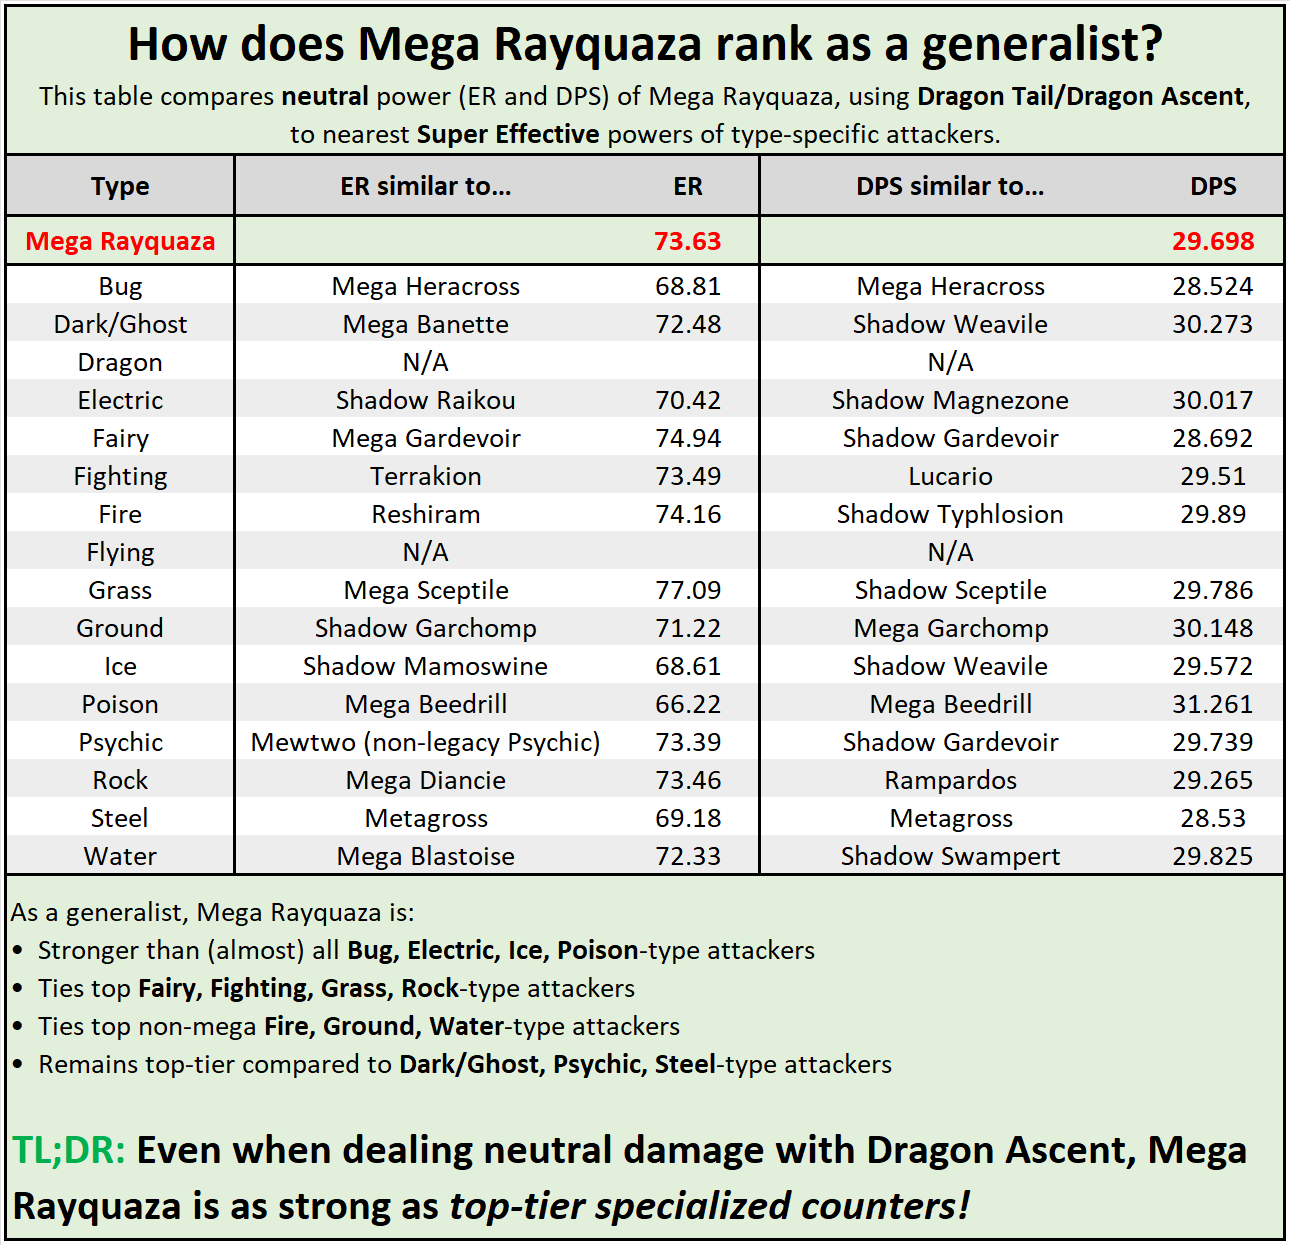 How does Mega Rayquaza rank as a generalist?
This table compares neutral power (ER and DPS) of Mega Rayquaza, using Dragon Tail/Dragon Ascent,
to nearest Super Effective powers of type-specific attackers.
Type ER similar to... ER DPS similar to... DPS
Mega Rayquaza 73.63 29.698
Bug Mega Heracross 68.81 Mega Heracross 28.524
Dark/Ghost Mega Banette 72.48 Shadow Weavile 30.273
Dragon N/A N/A
Electric Shadow Raikou 70.42 Shadow Magnezone 30.017
Fairy Mega Gardevoir 74.94 Shadow Gardevoir 28.692
Fighting Terrakion 73.49 Lucario 29.51
Fire Reshiram 74.16 Shadow Typhlosion 29.89
Flying N/A N/A
Grass Mega Sceptile 77.09 Shadow Sceptile 29.786
Ground Shadow Garchomp 71.22 Mega Garchomp 30.148
Ice Shadow Mamoswine 68.61 Shadow Weavile 29.572
Poison Mega Beedrill 66.22 Mega Beedrill 31.261
Psychic Mewtwo (non-legacy Psychic) 73.39 Shadow Gardevoir 29.739
Rock Mega Diancie 73.46 Rampardos 29.265
Steel Metagross 69.18 Metagross 28.53
Water Mega Blastoise 72.33 Shadow Swampert 29.825
As a generalist, Mega Rayquaza is:
• Stronger than (almost) all Bug, Electric, Ice, Poison-type attackers
• Ties top Fairy, Fighting, Grass, Rock-type attackers
• Ties top non-mega Fire, Ground, Water-type attackers
• Remains top-tier compared to Dark/Ghost, Psychic, Steel-type attackers
TL;DR: Even when dealing neutral damage with Dragon Ascent, Mega
Rayquaza is as strong as top-tier specialized counters!